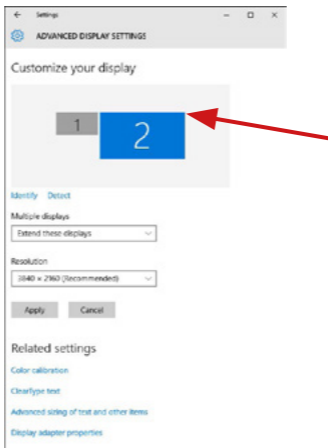 Settings
ADVANCED DISPLAY SETTINGS
Customize your display
1
2
Identify Detect
Multiple displays
Extend these displays
Resolution
3840 × 2160 (Recommended)
Apply Cancel
Related settings
Color calibration
ClearType text
Advanced sizing of text and other items
Display adapter properties